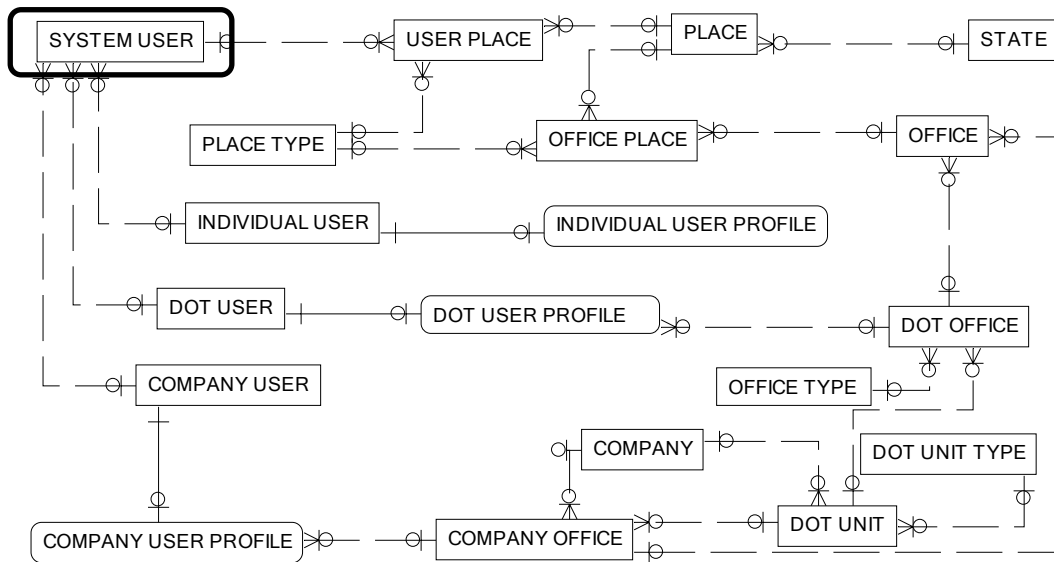 SYSTEM USER
USER PLACE
PLACE
STATE
PLACE TYPE
OFFICE PLACE
OFFICE
INDIVIDUAL USER
INDIVIDUAL USER PROFILE
DOT USER
DOT USER PROFILE
DOT OFFICE
COMPANY USER
OFFICE TYPE
COMPANY
DOT UNIT TYPE
COMPANY USER PROFILE
COMPANY OFFICE
DOT UNIT